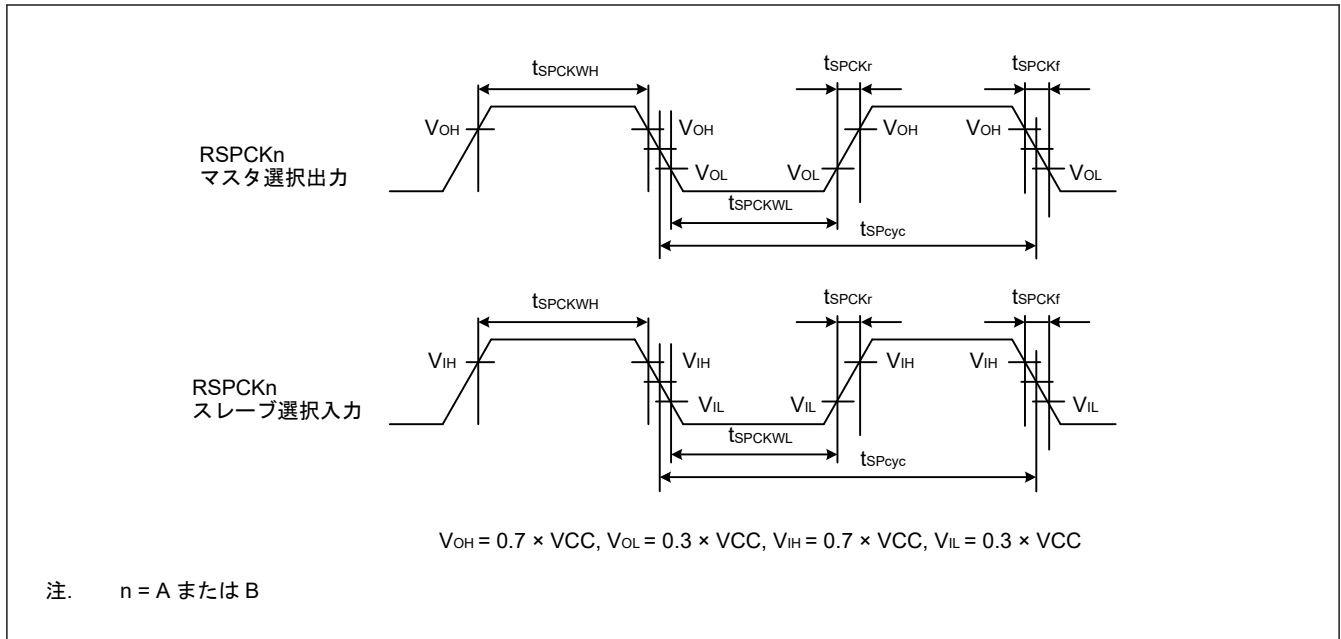 tSPCKWH tSPCKr tSPCKf
VOH VOH VOH VOH
RSPCKn
マスタ選択出力
VOL VOL VOL
tSPCKWL
tSPcyc
tSPCKWH tSPCKr tSPCKf
VIH VIH VIH VIH
RSPCKn
スレーブ選択入力
VIL VIL VIL
tSPCKWL
tSPcyc
VOH = 0.7 × VCC, VOL = 0.3 × VCC, VIH = 0.7 × VCC, VIL = 0.3 × VCC
注. n = A または B